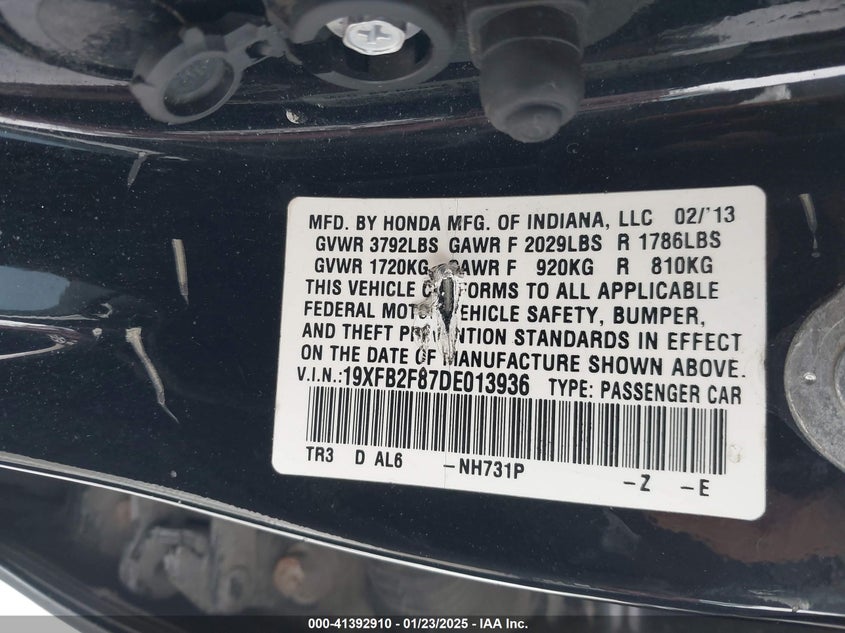 MFD. BY HONDA MFG. OF INDIANA, LLC 02/'13
GVWR 3792LBS GAWR F 2029LBS R 1786LBS
GVWR 1720KG GAWR F 920KG R 810KG
THIS VEHICLE CONFORMS TO ALL APPLICABLE
FEDERAL MOTOR VEHICLE SAFETY, BUMPER,
AND THEFT PREVENTION STANDARDS IN EFFECT
ON THE DATE OF MANUFACTURE SHOWN ABOVE.
V.I.N.:19XFB2F87DE013936 TYPE: PASSENGER CAR
TR3 D AL6 -NH731P -Z -E
000-41392910 - 01/23/2025 - IAA Inc.